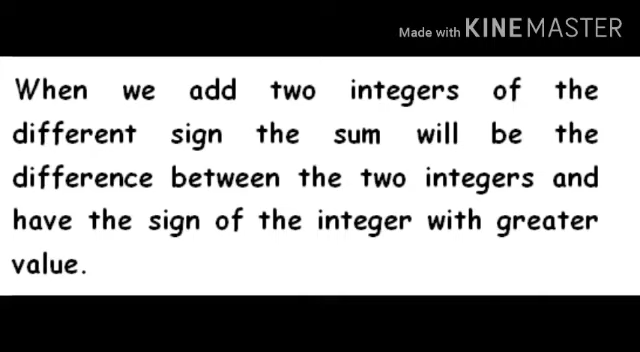 Made with KINEMASTER
When we add two integers of the
different sign the sum will be the
difference between the two integers and
have the sign of the integer with greater
value.